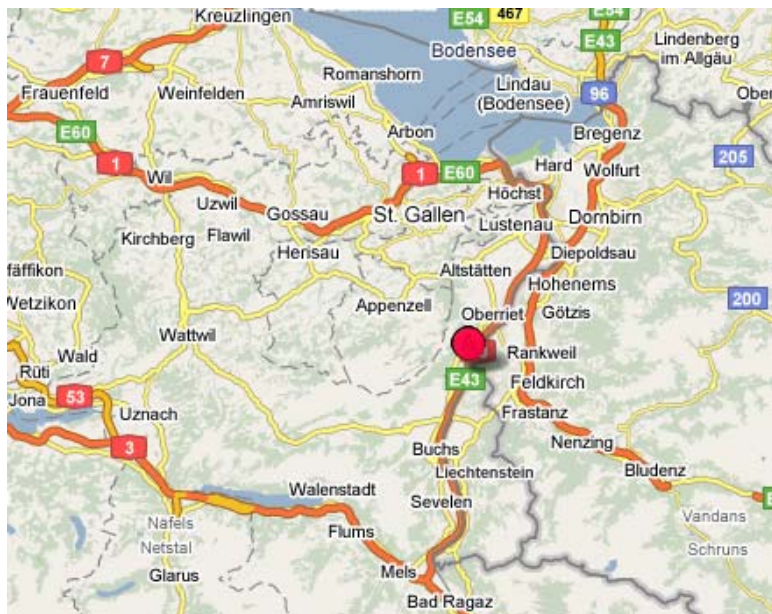 Kreuzlingen
E54
467
E54
E43
Lindenberg
im Allgäu
Bodensee
7
Romanshorn
Lindau
(Bodensee)
96
Frauenfeld
Weinfelden
Amriswil
Ober
E60
Arbon
Bregenz
1
Wil
1
E60
Hard
Wolfurt
205
Uzwil
Höchst
Gossau
St. Gallen
Lustenau
Dornbirn
Kirchberg
Flawil
Herisau
Diepoldsau
fäffikon
Altstätten
Hohenems
200
Wetzikon
Appenzell
Oberriet
Götzis
Wattwil
Wald
Rankweil
Rüti
E43
Feldkirch
Jona
53
Uznach
Frastanz
3
Buchs
Nenzing
Liechtenstein
Bludenz
Walenstadt
Sevelen
Näfels
Flums
Vandans
Netstal
Schruns
Glarus
Mels
Bad Ragaz